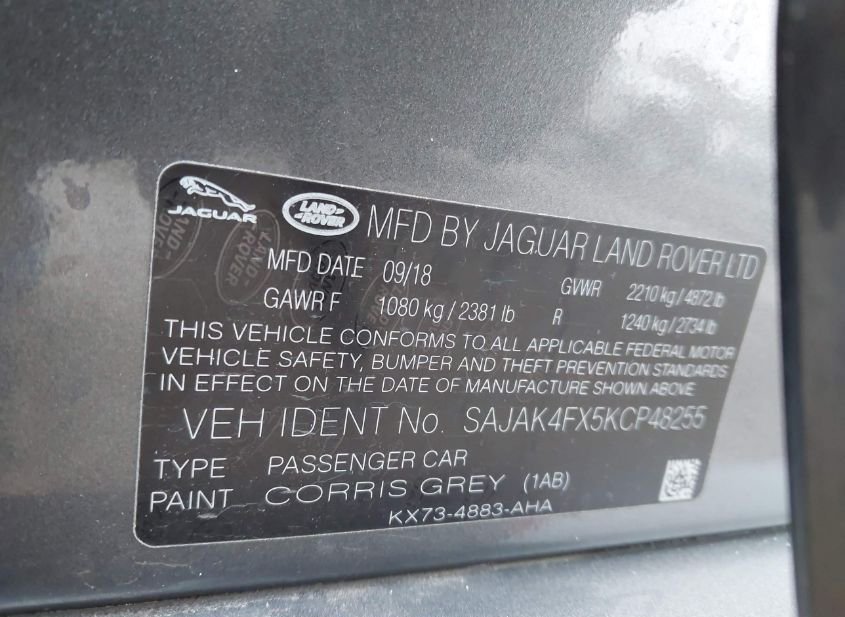 JAGUAR LAND ROVER MFD BY JAGUAR LAND ROVER LTD
MFD DATE 09/18 GVWR 2210 kg / 4872 lb
GAWR F 1080 kg / 2381 lb R 1240 kg / 2734 lb
THIS VEHICLE CONFORMS TO ALL APPLICABLE FEDERAL MOTOR
VEHICLE SAFETY, BUMPER AND THEFT PREVENTION STANDARDS
IN EFFECT ON THE DATE OF MANUFACTURE SHOWN ABOVE
VEH IDENT No. SAJAK4FX5KCP48255
TYPE PASSENGER CAR
PAINT CORRIS GREY (1AB)
KX73-4883-AHA